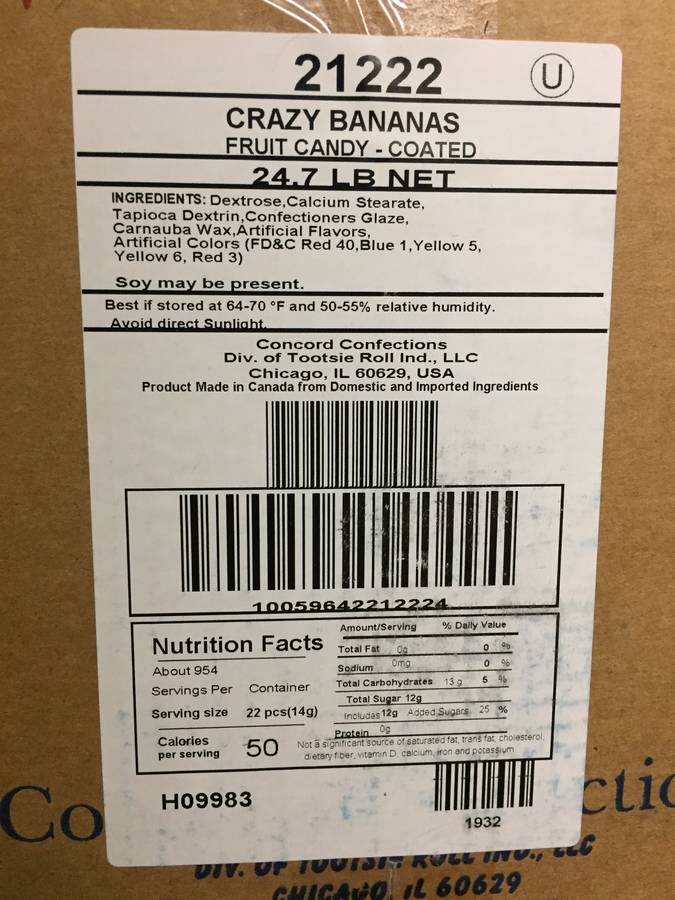 21222
U
CRAZY BANANAS
FRUIT CANDY - COATED
24.7 LB NET
INGREDIENTS: Dextrose,Calcium Stearate,
Tapioca Dextrin,Confectioners Glaze,
Carnauba Wax,Artificial Flavors,
Artificial Colors (FD&C Red 40,Blue 1,Yellow 5,
Yellow 6, Red 3)
Soy may be present.
Best if stored at 64-70 °F and 50-55% relative humidity.
Avoid direct Sunlight.
Concord Confections
Div. of Tootsie Roll Ind., LLC
Chicago, IL 60629, USA
Product Made in Canada from Domestic and Imported Ingredients
10059642212224
Nutrition Facts
About 954
Servings Per Container
Serving size 22 pcs(14g)
Calories
per serving 50
Amount/Serving % Daily Value
Total Fat 0g 0 %
Sodium 0mg 0 %
Total Carbohydrates 13 g 5 %
Total Sugar 12g
Includes 12g Added Sugars 25 %
Protein 0g
Not a significant source of saturated fat, trans fat, cholesterol,
dietary fiber, vitamin D, calcium, iron and potassium
H09983
1932
Co ctio
DIV. OF TOOTSIE ROLL IND., LLC
CHICAGO, IL 60629